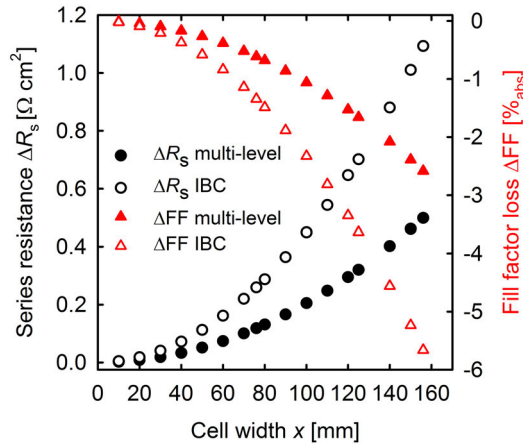 Series resistance ΔRs [Ω cm²]
1.2
1.0
0.8
0.6
0.4
0.2
0.0
ΔRs multi-level
ΔRs IBC
ΔFF multi-level
ΔFF IBC
0
-1
-2
-3
-4
-5
-6
Fill factor loss ΔFF [%abs]
0 20 40 60 80 100 120 140 160
Cell width x [mm]